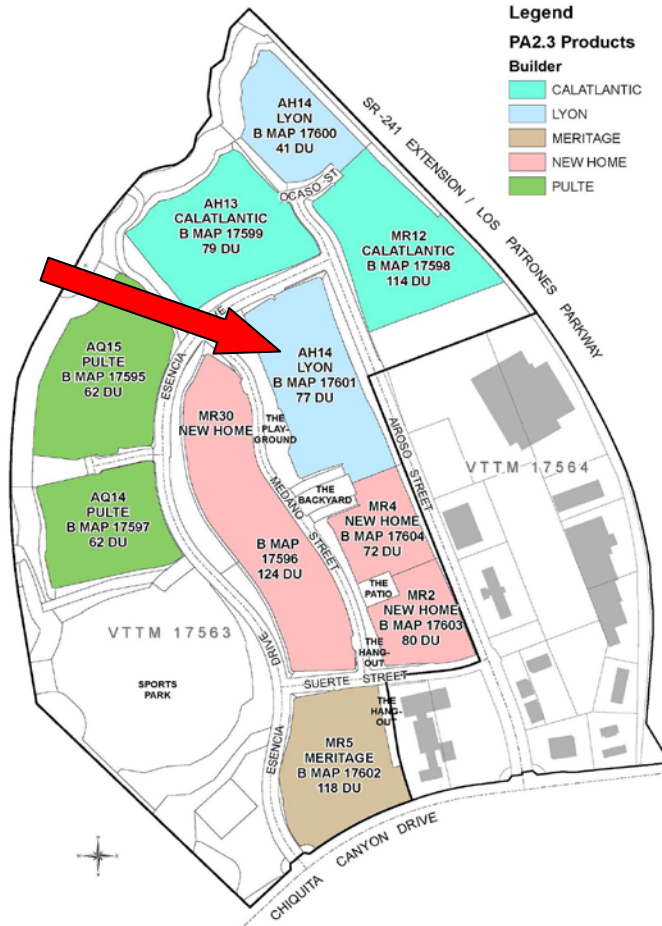 Legend
PA2.3 Products
Builder
CALATLANTIC
LYON
MERITAGE
NEW HOME
PULTE
AH14
LYON
B MAP 17600
41 DU
SR-241 EXTENSION / LOS PATRONES PARKWAY
OCASO ST
AH13
CALATLANTIC
B MAP 17599
79 DU
MR12
CALATLANTIC
B MAP 17598
114 DU
AQ15
PULTE
B MAP 17595
62 DU
ESENCIA
AH14
LYON
B MAP 17601
77 DU
MR30
NEW HOME
THE
PLAY-
GROUND
AIROSO STREET
VTTM 17564
MEDANO STREET
THE
BACKYARD
AQ14
PULTE
B MAP 17597
62 DU
B MAP
17596
124 DU
MR4
NEW HOME
B MAP 17604
72 DU
THE
PATIO
MR2
NEW HOME
B MAP 17603
80 DU
VTTM 17563
SPORTS
PARK
THE
HANG-
OUT
SUERTE STREET
ESENCIA DRIVE
THE
HANG-
OUT
MR5
MERITAGE
B MAP 17602
118 DU
CHIQUITA CANYON DRIVE